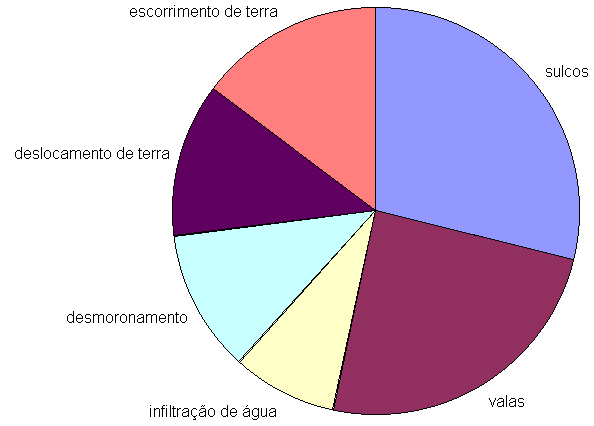 escorrimento de terra
sulcos
deslocamento de terra
desmoronamento
valas
infiltração de água